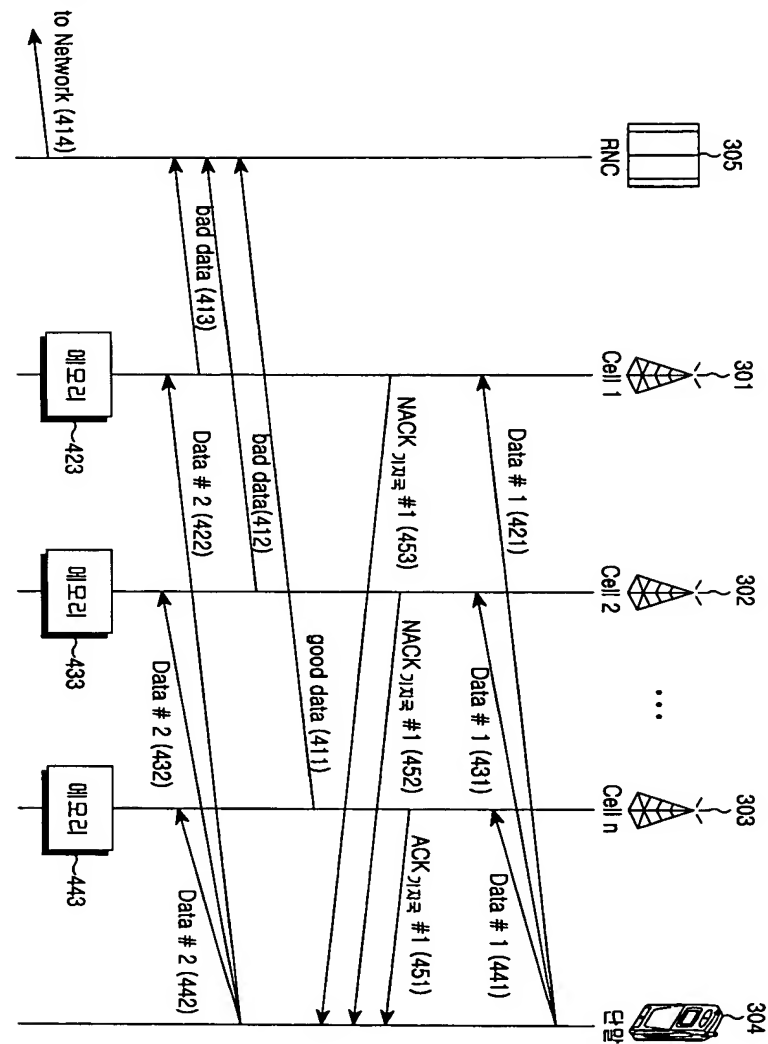 305
301
302
303
304
RNC
Cell 1
Cell 2
...
Cell n
단말
Data # 1 (421)
Data # 1 (431)
Data # 1 (441)
NACK 기지국 #1 (453)
NACK 기지국 #1 (452)
ACK 기지국 #1 (451)
good data (411)
bad data(412)
bad data (413)
Data # 2 (422)
Data # 2 (432)
Data # 2 (442)
to Network (414)
메모리
메모리
메모리
423
433
443